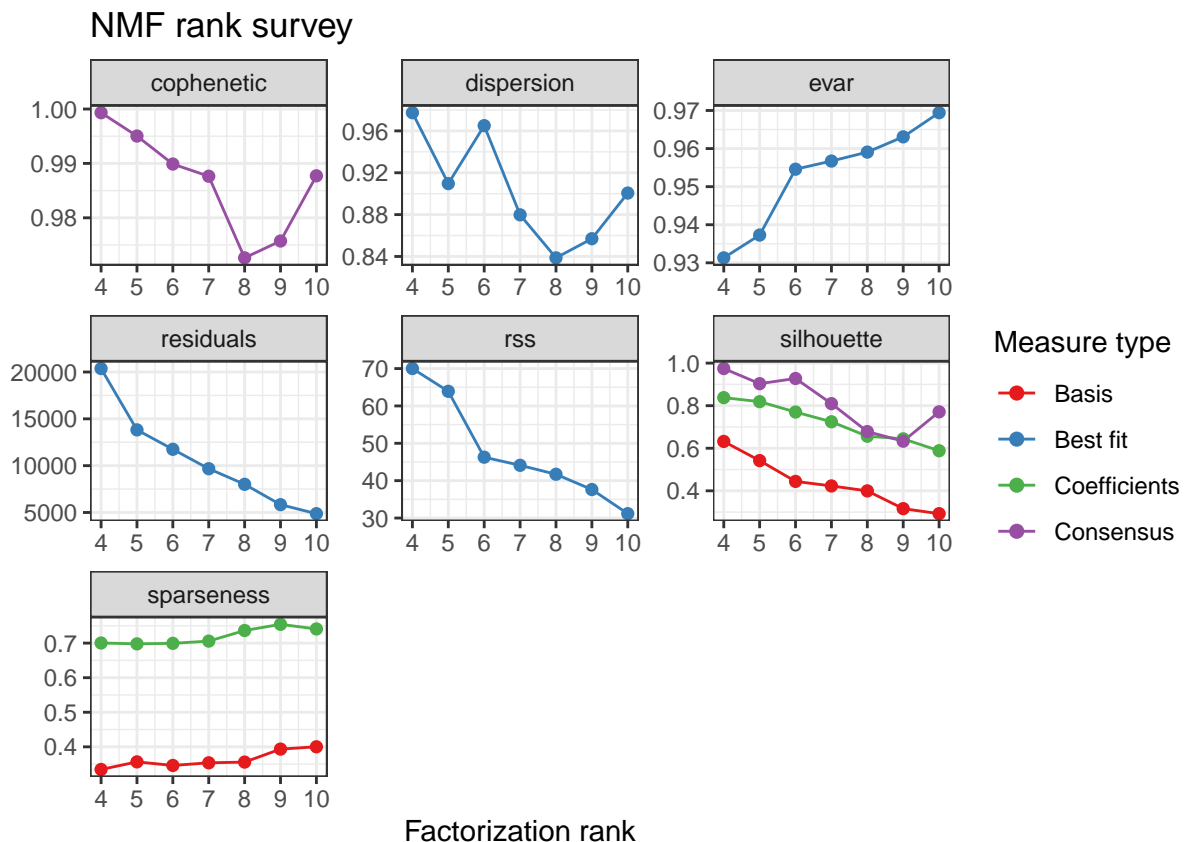 NMF rank survey
cophenetic
1.00
0.99
0.98
4 5 6 7 8 9 10
dispersion
0.96
0.92
0.88
0.84
4 5 6 7 8 9 10
evar
0.97
0.96
0.95
0.94
0.93
4 5 6 7 8 9 10
residuals
20000
15000
10000
5000
4 5 6 7 8 9 10
rss
70
60
50
40
30
4 5 6 7 8 9 10
silhouette
1.0
0.8
0.6
0.4
4 5 6 7 8 9 10
sparseness
0.7
0.6
0.5
0.4
4 5 6 7 8 9 10
Factorization rank
Measure type
Basis
Best fit
Coefficients
Consensus